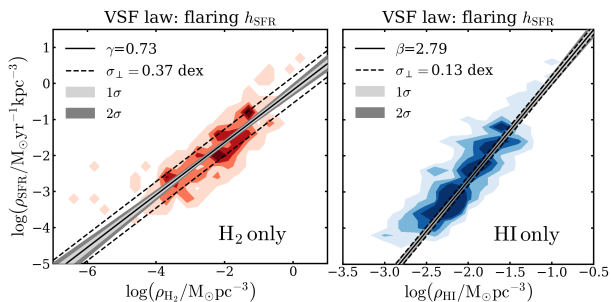 VSF law: flaring h_SFR
γ=0.73
σ⊥ = 0.37 dex
1σ
2σ
H₂ only
log(ρ_SFR/M⊙yr⁻¹kpc⁻³)
1
0
−1
−2
−3
−4
−5
−6 −4 −2 0
log(ρ_H₂/M⊙pc⁻³)
VSF law: flaring h_SFR
β=2.79
σ⊥ = 0.13 dex
1σ
2σ
HI only
−3.5 −3.0 −2.5 −2.0 −1.5 −1.0 −0.5
log(ρ_HI/M⊙pc⁻³)